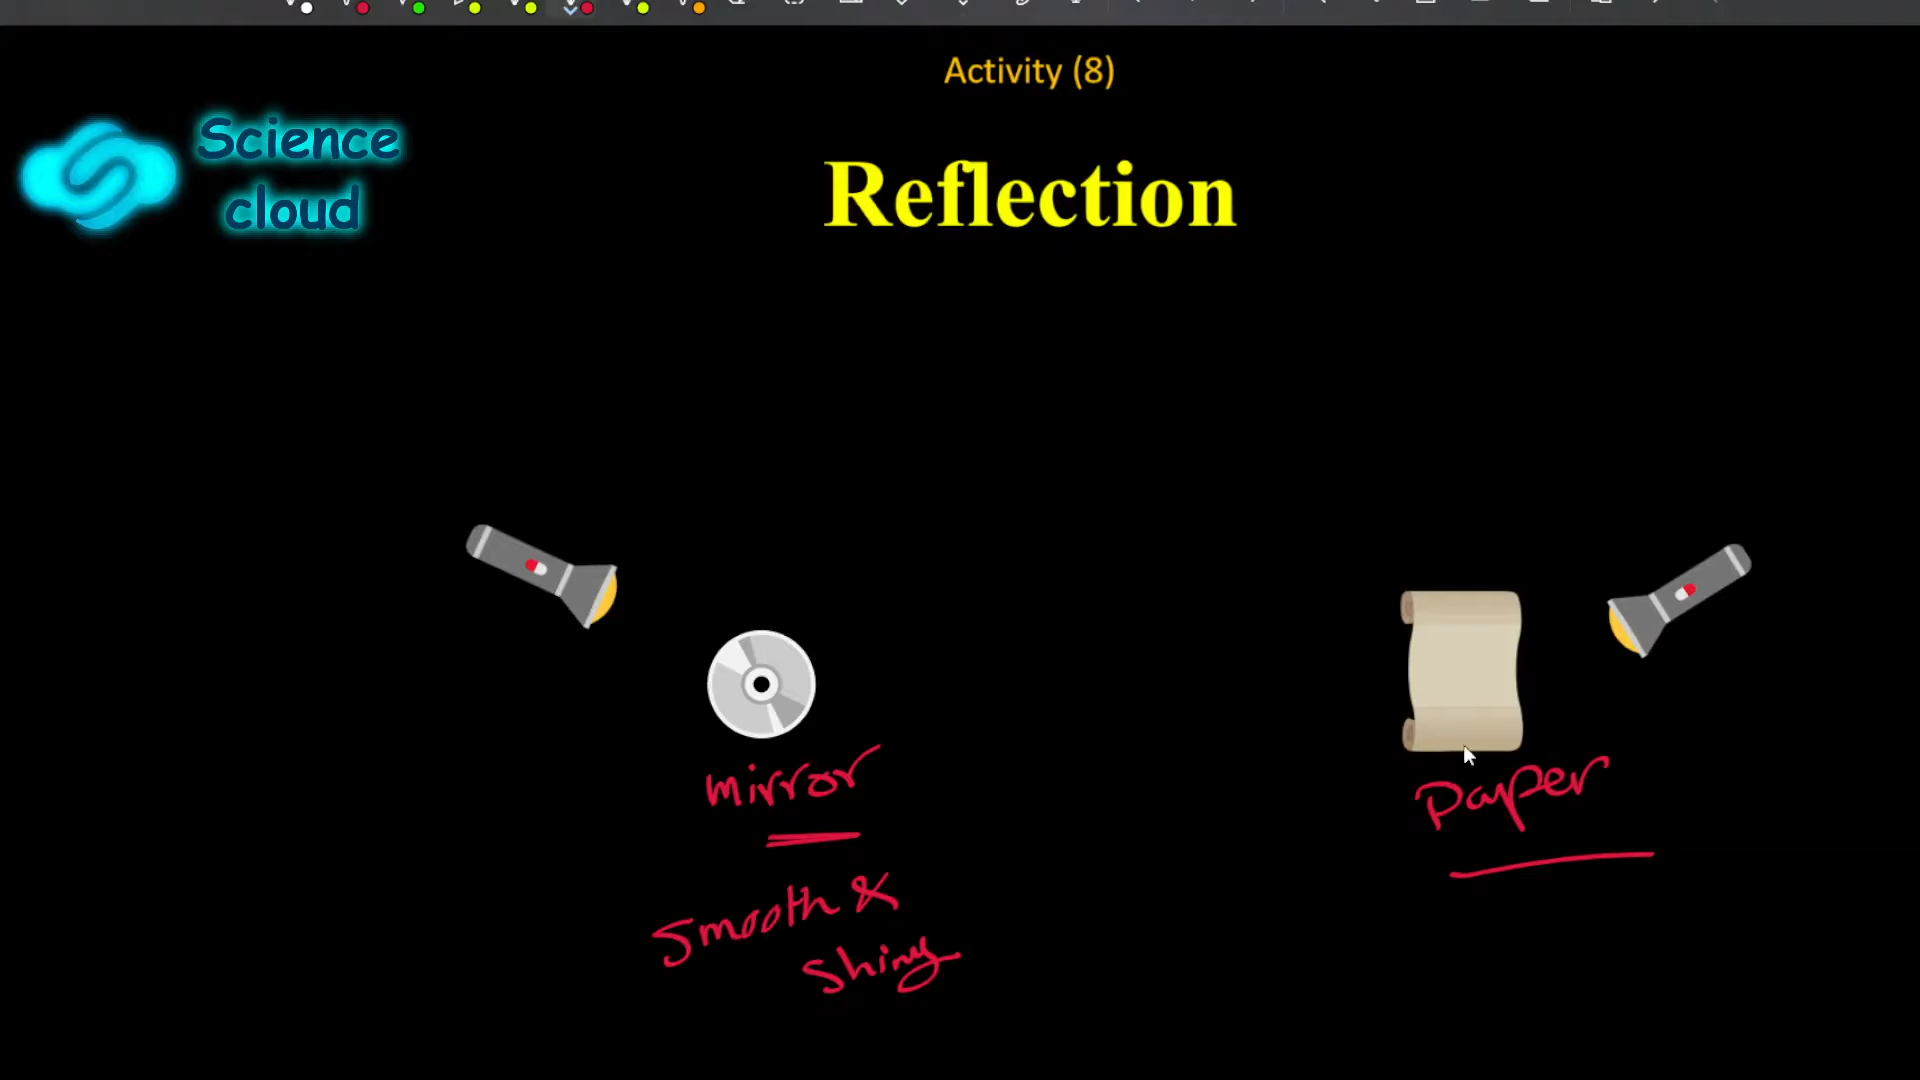 Activity (8)
Science
cloud
Reflection
mirror
paper
Smooth &
Shiny